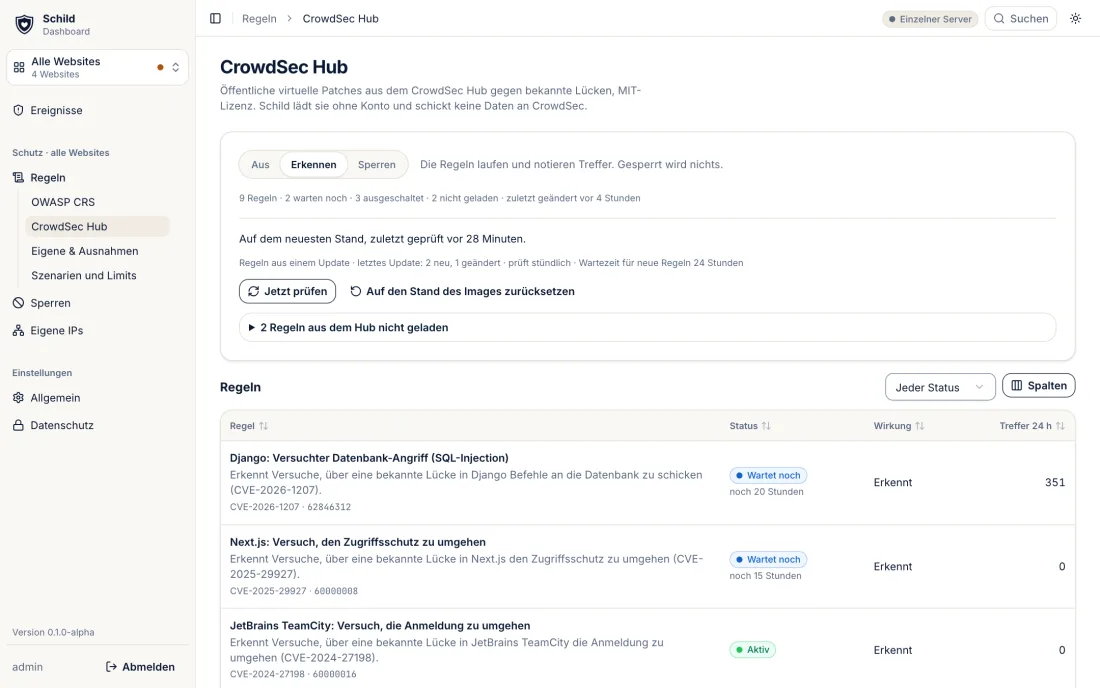 Schild
Dashboard
Alle Websites
4 Websites
Ereignisse
Schutz · alle Websites
Regeln
OWASP CRS
CrowdSec Hub
Eigene & Ausnahmen
Szenarien und Limits
Sperren
Eigene IPs
Einstellungen
Allgemein
Datenschutz
Version 0.1.0-alpha
admin
Abmelden
Regeln > CrowdSec Hub
Einzelner Server
Suchen
CrowdSec Hub
Öffentliche virtuelle Patches aus dem CrowdSec Hub gegen bekannte Lücken, MIT-
Lizenz. Schild lädt sie ohne Konto und schickt keine Daten an CrowdSec.
Aus Erkennen Sperren Die Regeln laufen und notieren Treffer. Gesperrt wird nichts.
9 Regeln · 2 warten noch · 3 ausgeschaltet · 2 nicht geladen · zuletzt geändert vor 4 Stunden
Auf dem neuesten Stand, zuletzt geprüft vor 28 Minuten.
Regeln aus einem Update · letztes Update: 2 neu, 1 geändert · prüft stündlich · Wartezeit für neue Regeln 24 Stunden
Jetzt prüfen Auf den Stand des Images zurücksetzen
2 Regeln aus dem Hub nicht geladen
Regeln
Jeder Status
Spalten
Regel Status Wirkung Treffer 24 h
Django: Versuchter Datenbank-Angriff (SQL-Injection)
Erkennt Versuche, über eine bekannte Lücke in Django Befehle an die Datenbank zu schicken
(CVE-2026-1207).
CVE-2026-1207 · 62846312
Wartet noch
noch 20 Stunden
Erkennt
351
Next.js: Versuch, den Zugriffsschutz zu umgehen
Erkennt Versuche, über eine bekannte Lücke in Next.js den Zugriffsschutz zu umgehen (CVE-
2025-29927).
CVE-2025-29927 · 60000008
Wartet noch
noch 15 Stunden
Erkennt
0
JetBrains TeamCity: Versuch, die Anmeldung zu umgehen
Erkennt Versuche, über eine bekannte Lücke in JetBrains TeamCity die Anmeldung zu
umgehen (CVE-2024-27198).
CVE-2024-27198 · 60000016
Aktiv
Erkennt
0